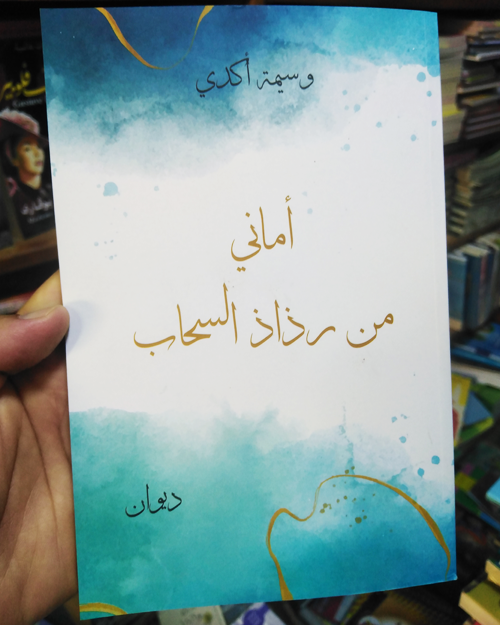 وسيمة أكدي
أماني
من رذاذ السحاب
ديوان